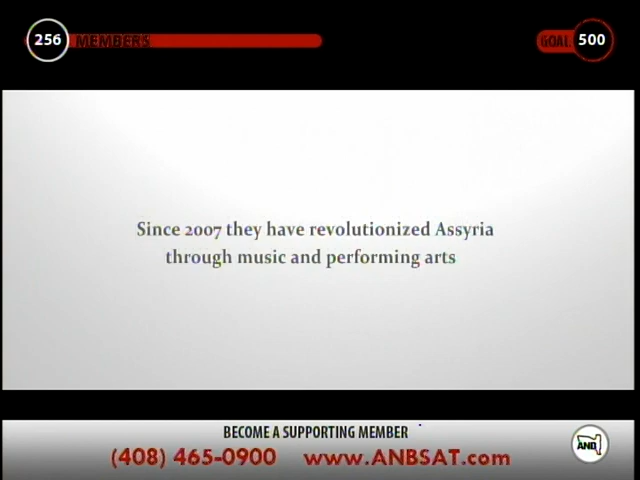 256 MEMBERS GOAL: 500
Since 2007 they have revolutionized Assyria
through music and performing arts
BECOME A SUPPORTING MEMBER
(408) 465-0900 www.ANBSAT.com